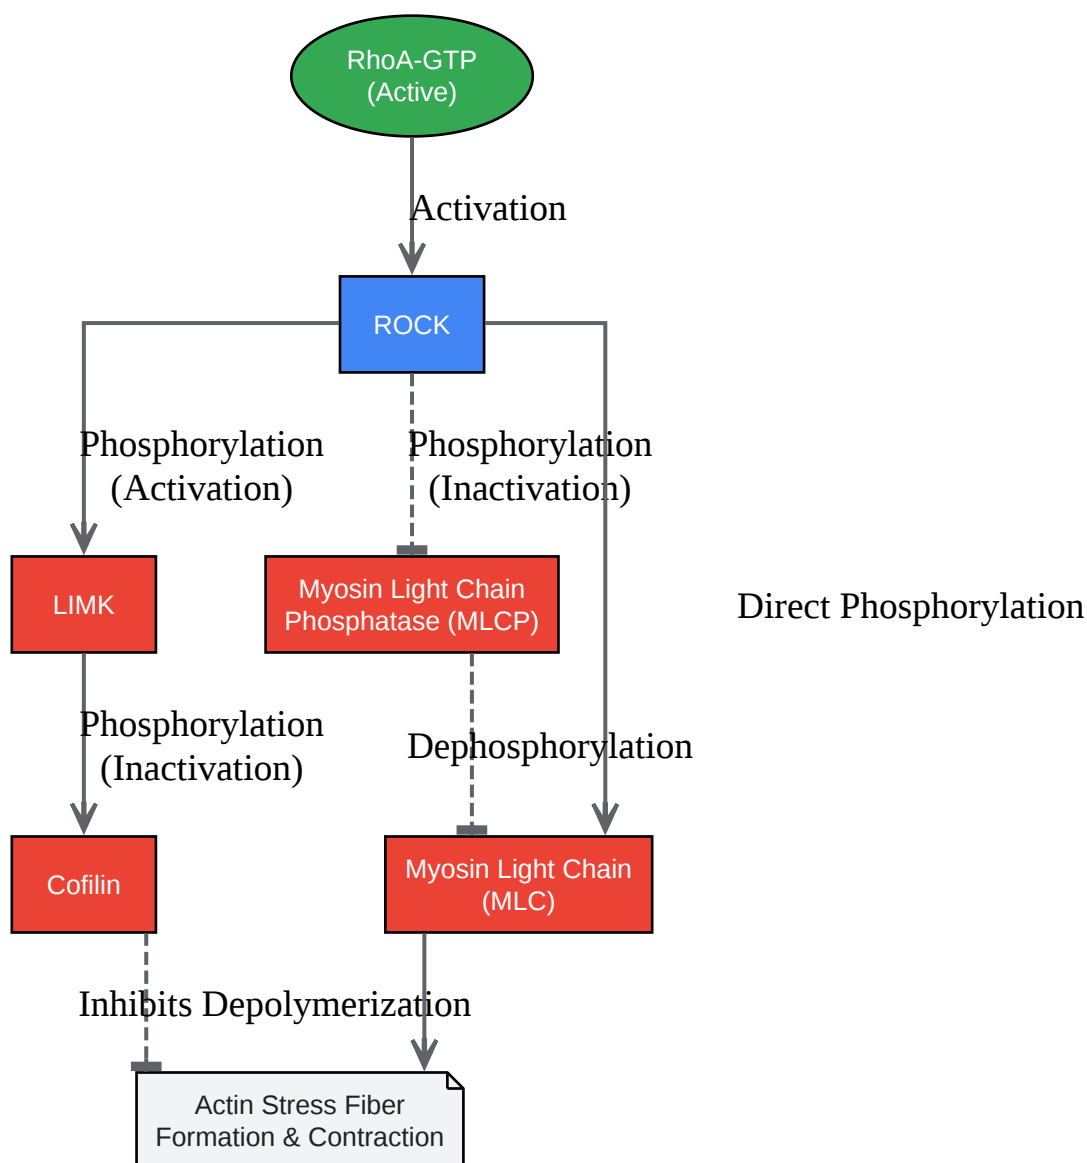 RhoA-GTP
(Active)
Activation
ROCK
Phosphorylation
(Activation)
Phosphorylation
(Inactivation)
LIMK
Myosin Light Chain
Phosphatase (MLCP)
Direct Phosphorylation
Phosphorylation
(Inactivation)
Dephosphorylation
Cofilin
Myosin Light Chain
(MLC)
Inhibits Depolymerization
Actin Stress Fiber
Formation & Contraction